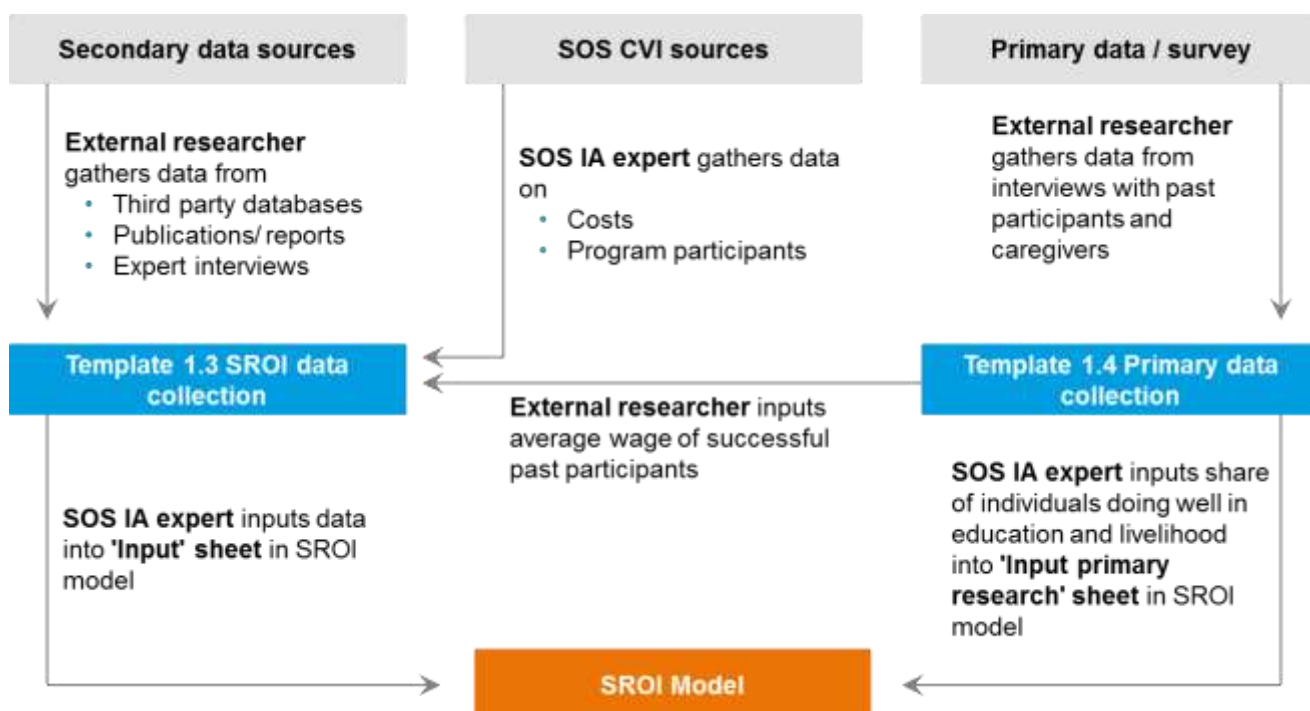 Secondary data sources
SOS CVI sources
Primary data / survey
External researcher
gathers data from
• Third party databases
• Publications/ reports
• Expert interviews
SOS IA expert gathers data
on
• Costs
• Program participants
External researcher
gathers data from
interviews with past
participants and
caregivers
Template 1.3 SROI data
collection
Template 1.4 Primary data
collection
External researcher inputs
average wage of successful
past participants
SOS IA expert inputs data
into 'Input' sheet in SROI
model
SOS IA expert inputs share
of individuals doing well in
education and livelihood
into 'Input primary
research' sheet in SROI
model
SROI Model